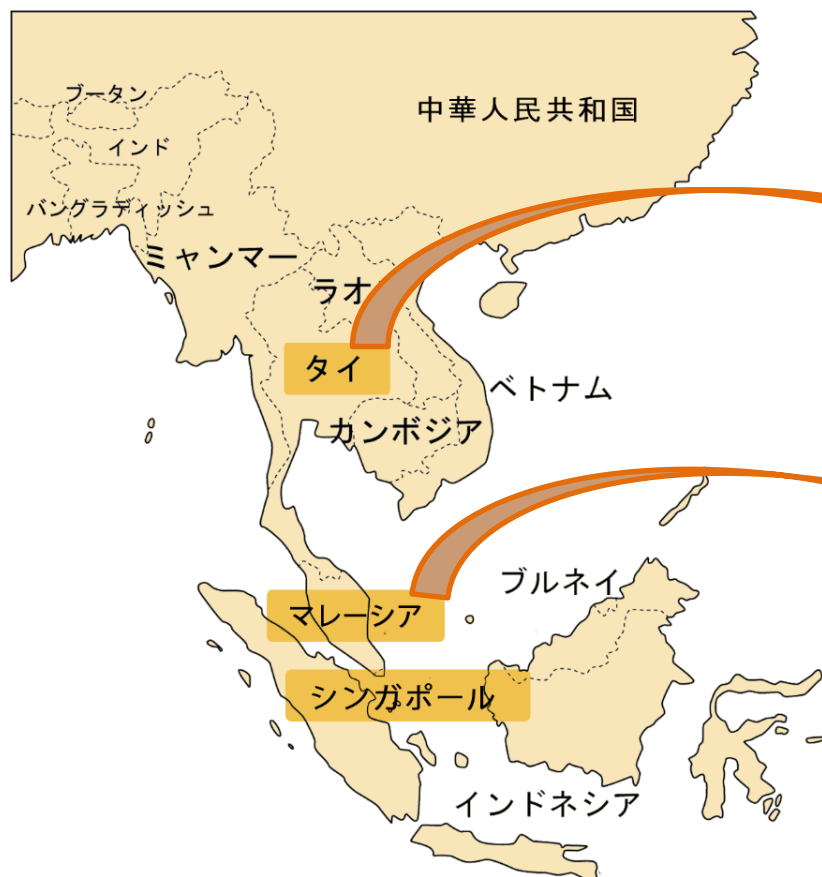 ブータン
中華人民共和国
インド
バングラディッシュ
ミャンマー
ラオ
タイ
ベトナム
カンボジア
ブルネイ
マレーシア
シンガポール
インドネシア